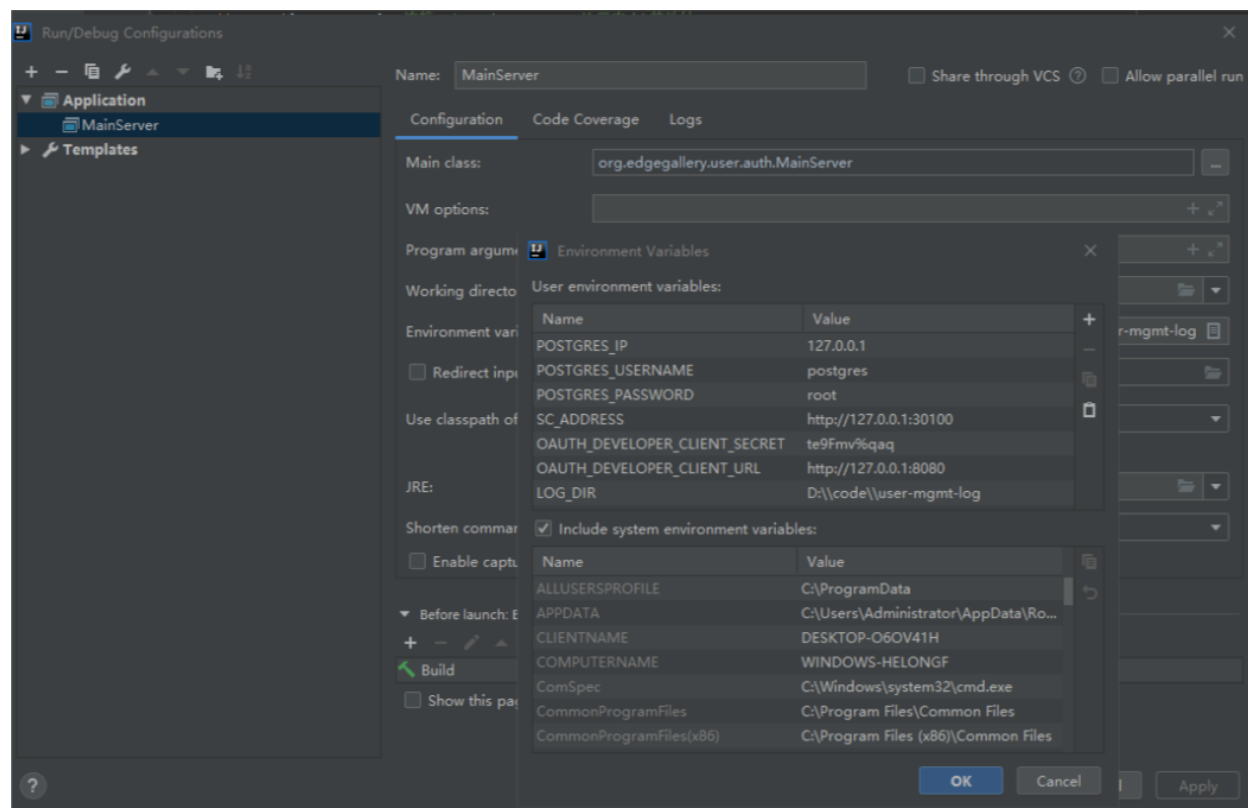 Run/Debug Configurations
Application
MainServer
Templates
Name: MainServer
Share through VCS
Allow parallel run
Configuration Code Coverage Logs
Main class: org.edgegallery.user.auth.MainServer
VM options:
Program argume
Working directo
Environment vari
r-mgmt-log
Redirect inpu
Use classpath of
JRE:
Shorten commar
Enable captu
Before launch: B
Build
Show this pag
Environment Variables
User environment variables:
Name Value
POSTGRES_IP 127.0.0.1
POSTGRES_USERNAME postgres
POSTGRES_PASSWORD root
SC_ADDRESS http://127.0.0.1:30100
OAUTH_DEVELOPER_CLIENT_SECRET te9Fmv%qaq
OAUTH_DEVELOPER_CLIENT_URL http://127.0.0.1:8080
LOG_DIR D:\\code\\user-mgmt-log
Include system environment variables:
Name Value
ALLUSERSPROFILE C:\ProgramData
APPDATA C:\Users\Administrator\AppData\Ro...
CLIENTNAME DESKTOP-O6OV41H
COMPUTERNAME WINDOWS-HELONGF
ComSpec C:\Windows\system32\cmd.exe
CommonProgramFiles C:\Program Files\Common Files
CommonProgramFiles(x86) C:\Program Files (x86)\Common Files
OK Cancel
Apply